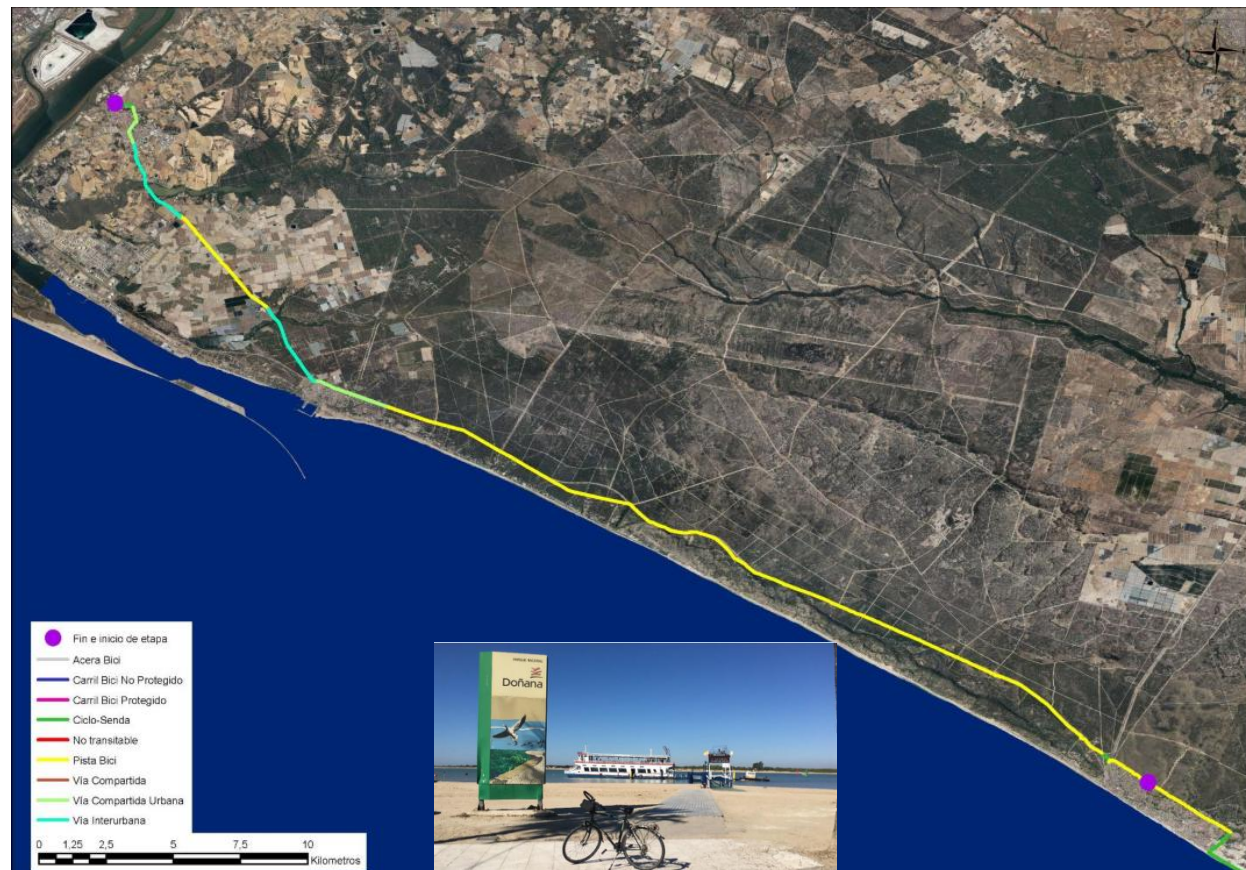 N
Fin e inicio de etapa
Acera Bici
Carril Bici No Protegido
Carril Bici Protegido
Ciclo-Senda
No transitable
Pista Bici
Vía Compartida
Vía Compartida Urbana
Vía Interurbana
0 1,25 2,5 5 7,5 10
Kilometros
Doñana